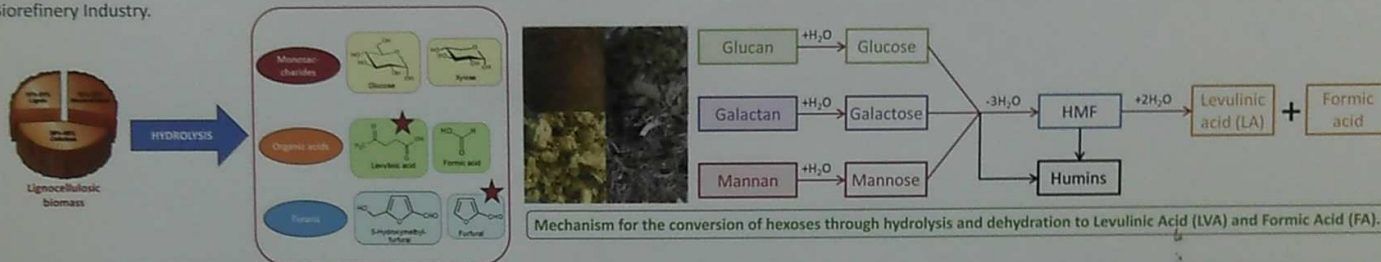 Biorefinery Industry.
Lignocellulosic
biomass
HYDROLYSIS
Monosac-
charides
Glucose
Xylose
Organic acids
Levulinic acid
Formic acid
Furans
5-Hydroxymethyl-
furfural
Furfural
Glucan
+H₂O
Glucose
Galactan
+H₂O
Galactose
-3H₂O
HMF
+2H₂O
Levulinic
acid (LA)
+
Formic
acid
Mannan
+H₂O
Mannose
Humins
Mechanism for the conversion of hexoses through hydrolysis and dehydration to Levulinic Acid (LVA) and Formic Acid (FA).